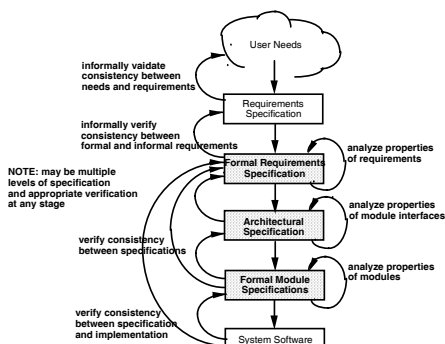 User Needs
informally vaidate
consistency between
needs and requirements
Requirements
Specification
informally verify
consistency between
formal and informal requirements
analyze properties
of requirements
Formal Requirements
Specification
NOTE: may be multiple
levels of specification
and appropriate verification
at any stage
analyze properties
of module interfaces
Architectural
Specification
verify consistency
between specifications
analyze properties
of modules
Formal Module
Specifications
verify consistency
between specification
and implementation
System Software